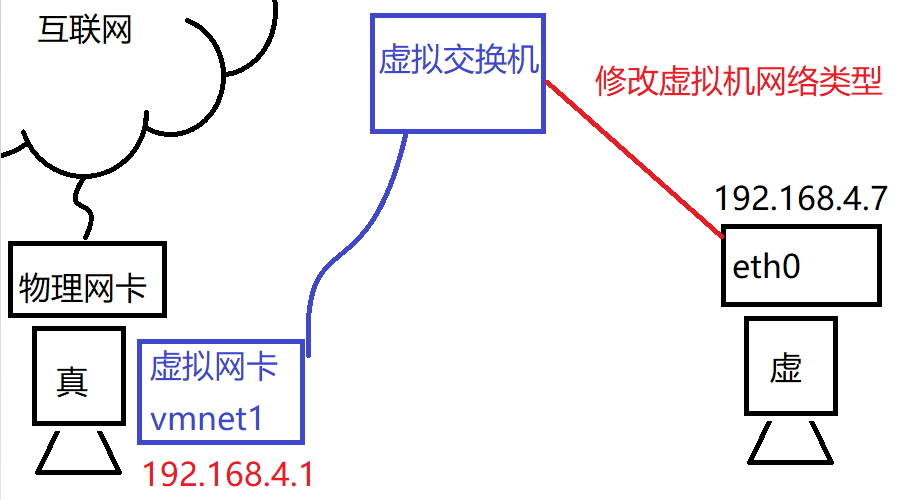 互联网
虚拟交换机
修改虚拟机网络类型
192.168.4.7
eth0
物理网卡
真
虚拟网卡
vmnet1
虚
192.168.4.1